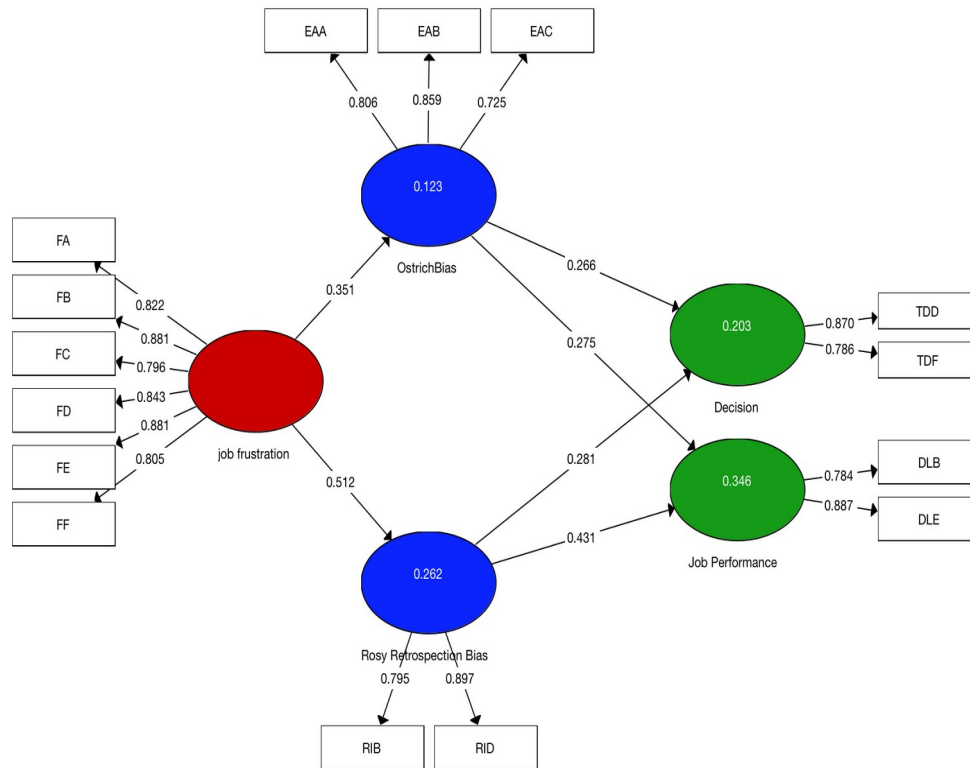 EAA
EAB
EAC
0.806
0.859
0.725
0.123
OstrichBias
FA
FB
FC
FD
FE
FF
0.822
0.881
0.796
0.843
0.881
0.805
job frustration
0.351
0.512
0.266
0.275
0.281
0.431
0.203
Decision
0.870
0.786
TDD
TDF
0.346
Job Performance
0.784
0.887
DLB
DLE
0.262
Rosy Retrospection Bias
0.795
0.897
RIB
RID